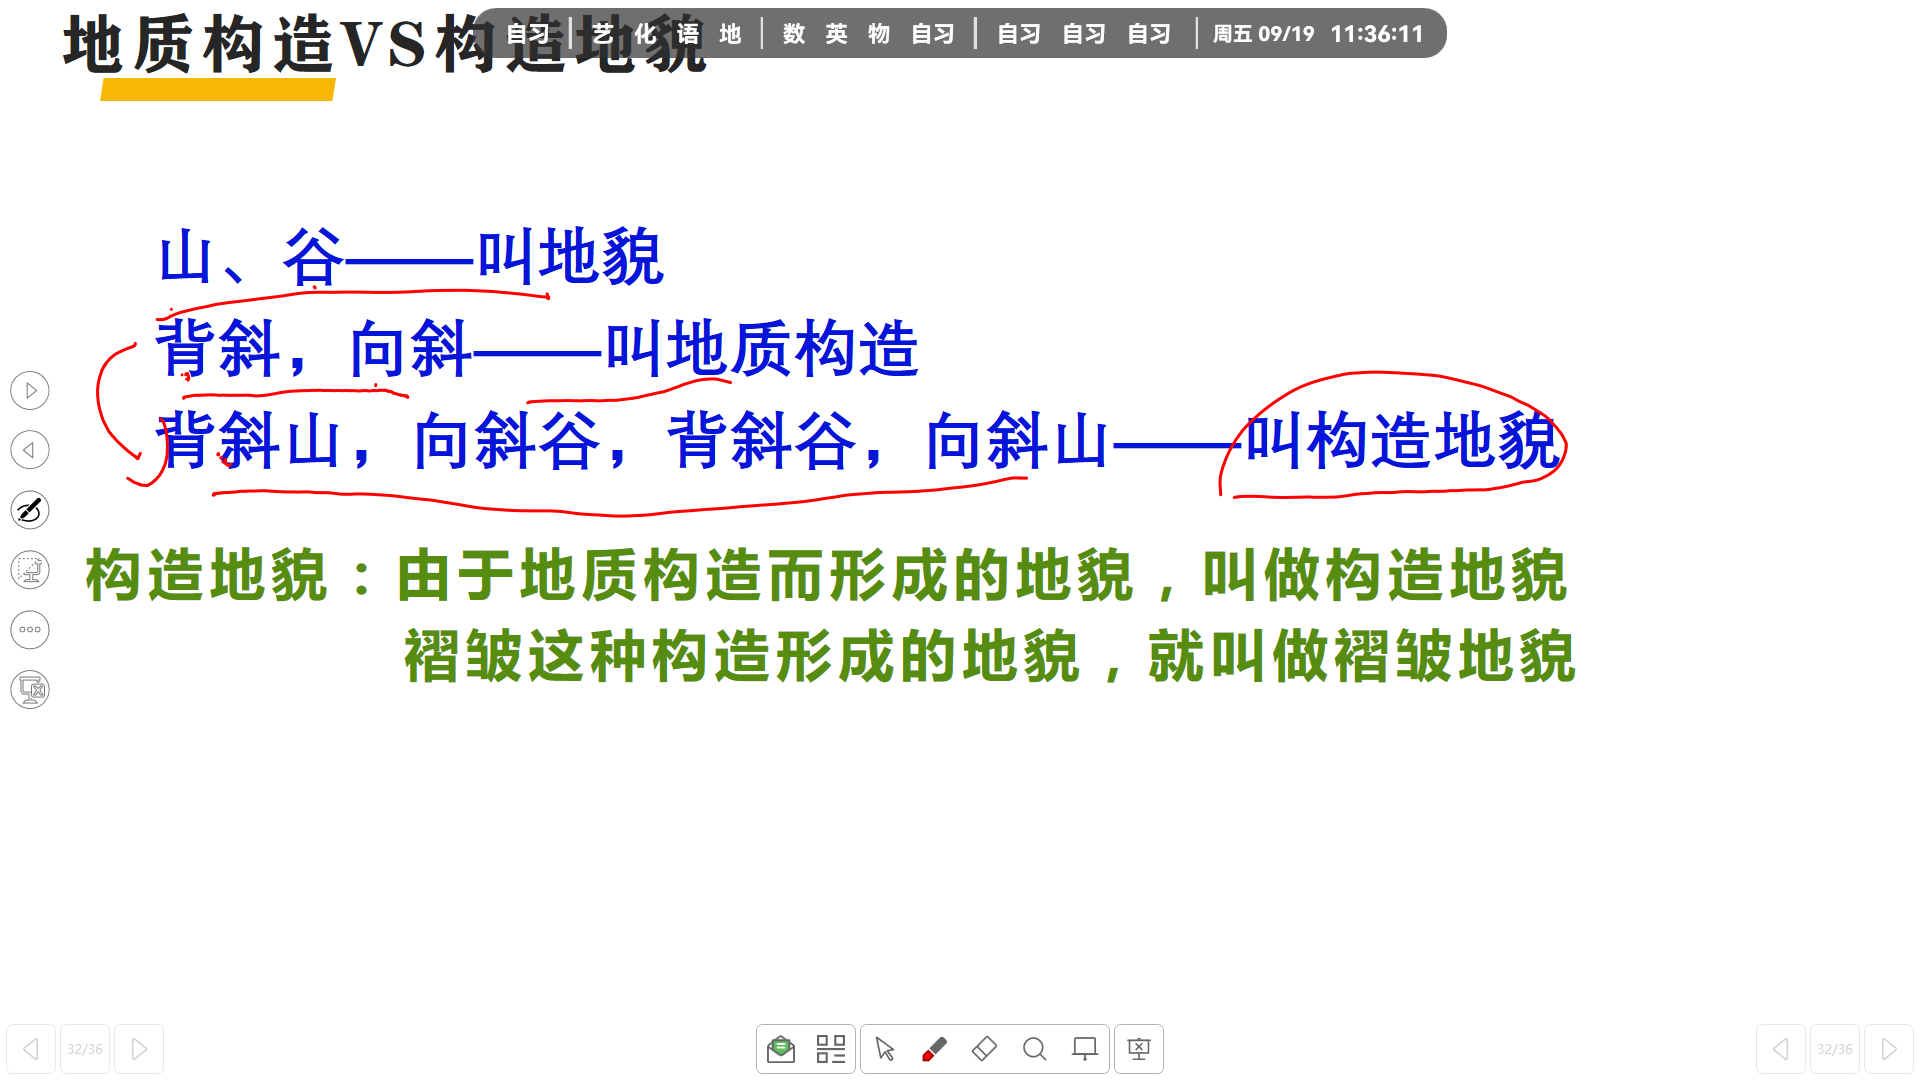 地质构造VS构造地貌
自习 艺 化 语 地 数 英 物 自习 自习 自习 自习 周五 09/19 11:36:11
山、谷——叫地貌
背斜，向斜——叫地质构造
背斜山，向斜谷，背斜谷，向斜山——叫构造地貌
构造地貌：由于地质构造而形成的地貌，叫做构造地貌
褶皱这种构造形成的地貌，就叫做褶皱地貌
32/36 32/36